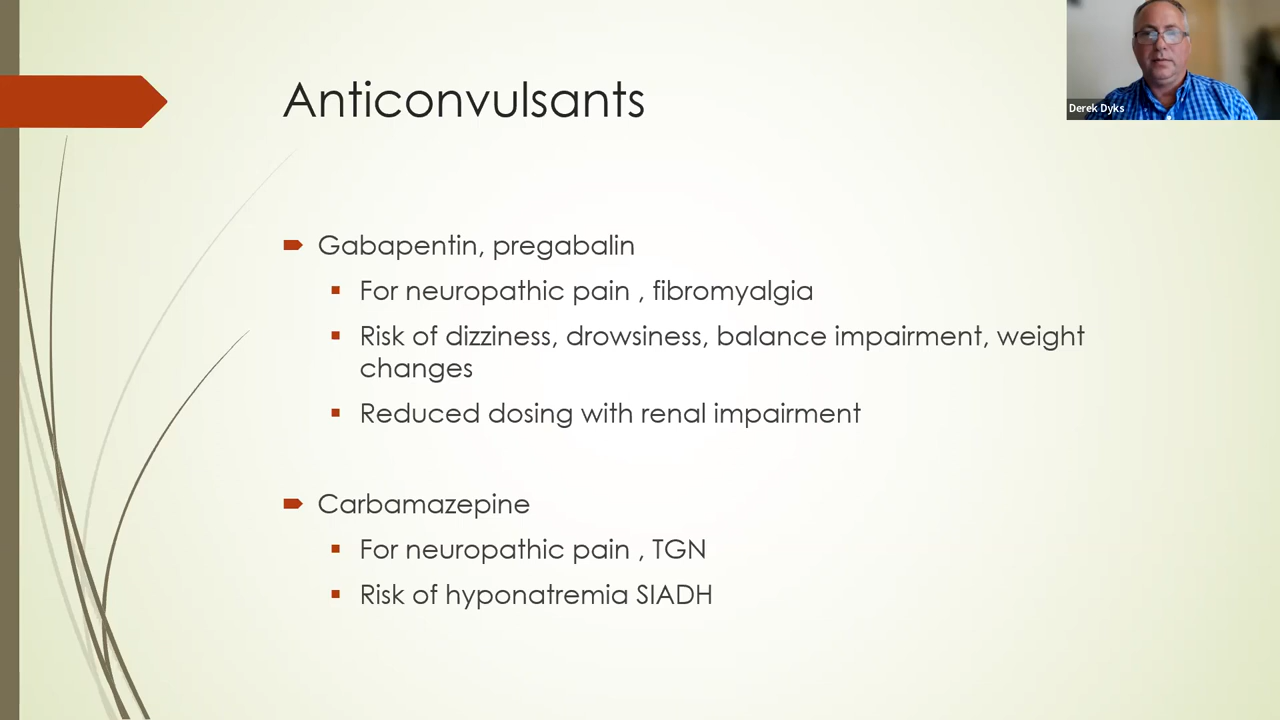 Anticonvulsants
Derek Dyks
Gabapentin, pregabalin
For neuropathic pain , fibromyalgia
Risk of dizziness, drowsiness, balance impairment, weight
changes
Reduced dosing with renal impairment
Carbamazepine
For neuropathic pain , TGN
Risk of hyponatremia SIADH